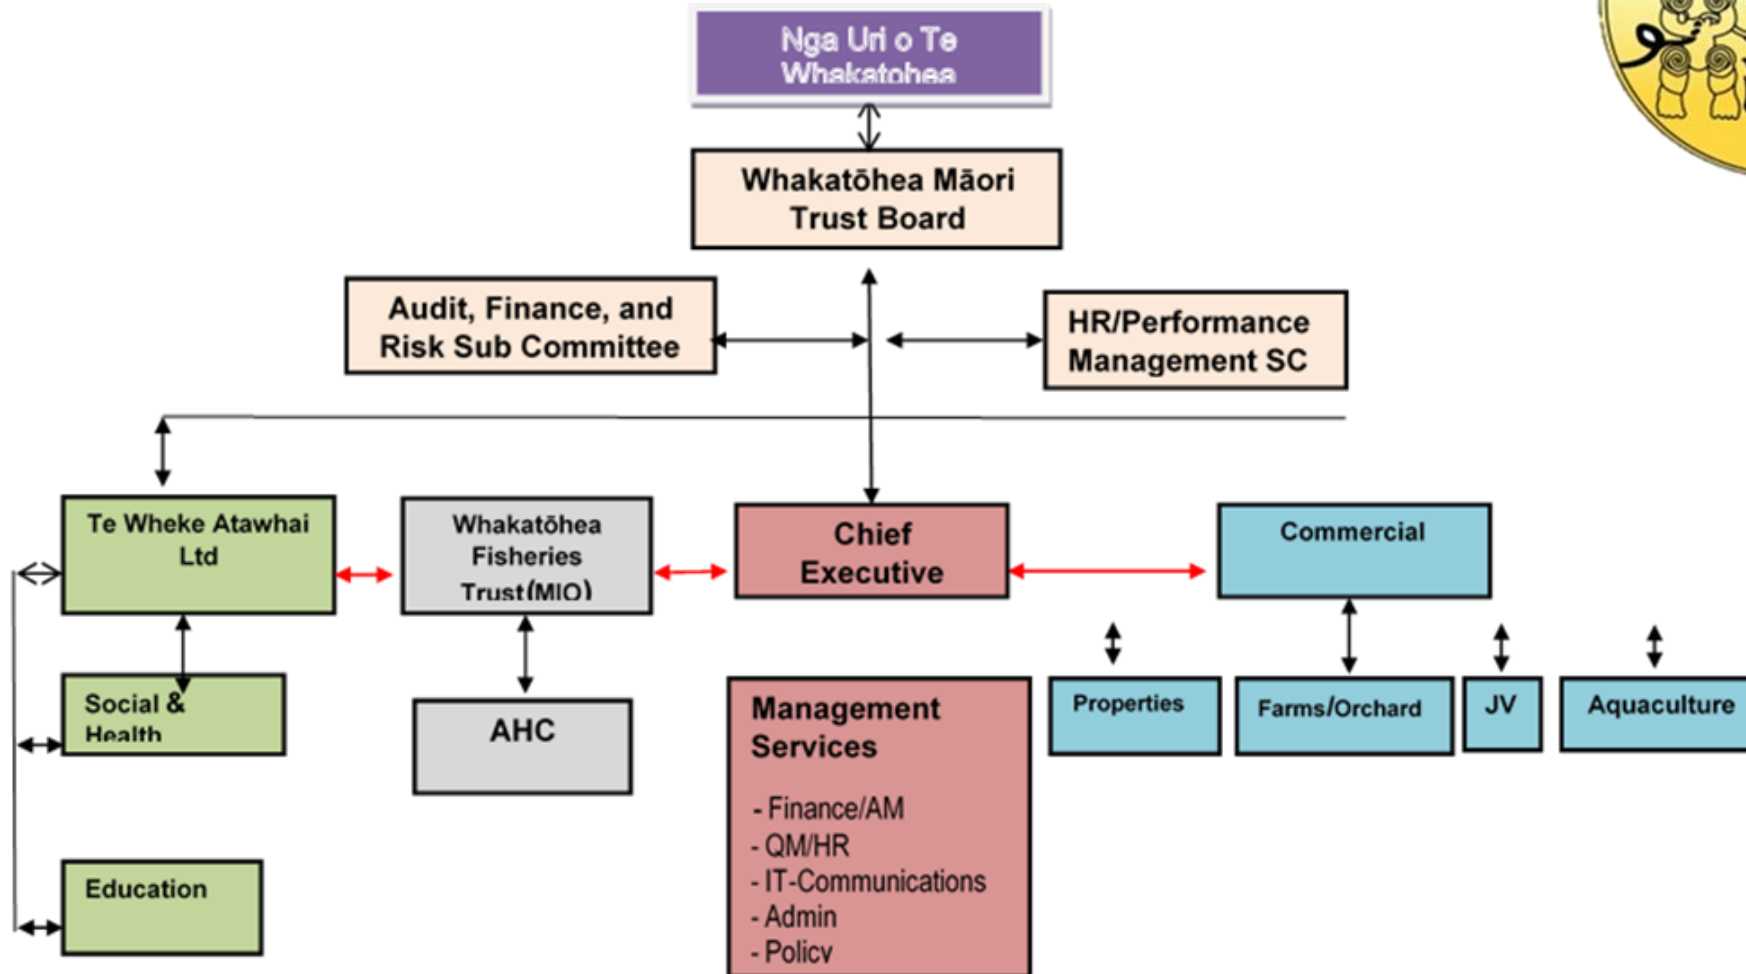 Nga Uri o Te
Whakatohea
Whakatōhea Māori
Trust Board
Audit, Finance, and
Risk Sub Committee
HR/Performance
Management SC
Te Wheke Atawhai
Ltd
Whakatōhea
Fisheries
Trust(MIO)
Chief
Executive
Commercial
Social &
Health
AHC
Management
Services
- Finance/AM
- QM/HR
- IT-Communications
- Admin
- Policy
Properties
Farms/Orchard
JV
Aquaculture
Education